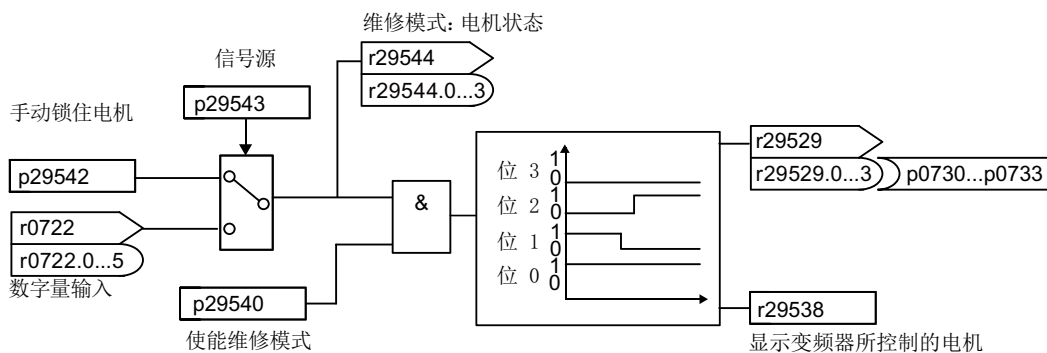 维修模式: 电机状态
信号源
r29544
r29544.0...3
手动锁住电机
p29543
p29542
r0722
r0722.0...5
数字量输入
p29540
使能维修模式
&
位 3 1 0
位 2 1 0
位 1 1 0
位 0 1 0
r29529
r29529.0...3
p0730...p0733
r29538
显示变频器所控制的电机